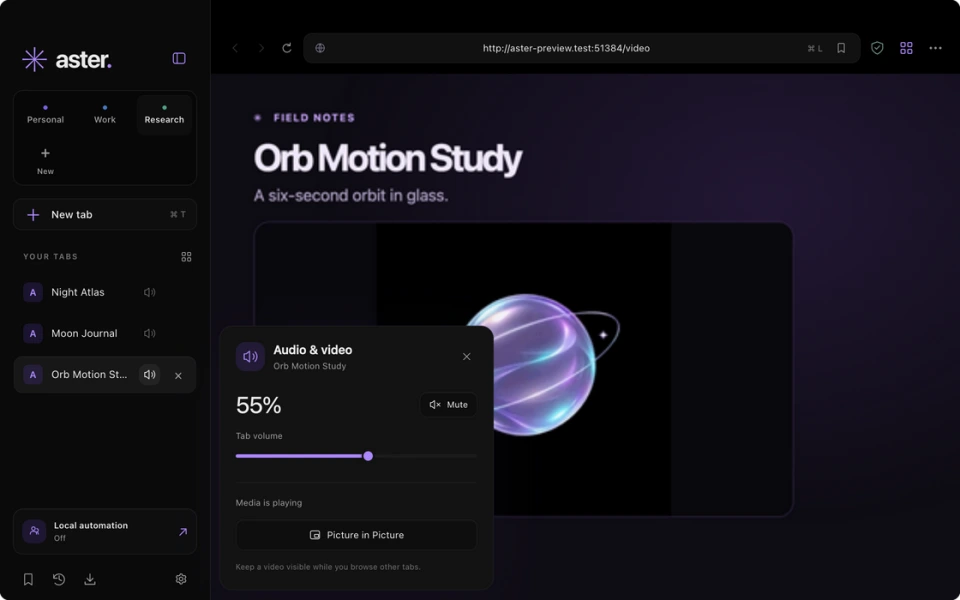 aster.
Personal
Work
Research
New
New tab
⌘ T
YOUR TABS
A
Night Atlas
A
Moon Journal
A
Orb Motion St...
Local automation
Off
http://aster-preview.test:51384/video
⌘ L
FIELD NOTES
Orb Motion Study
A six-second orbit in glass.
Audio & video
Orb Motion Study
55%
Mute
Tab volume
Media is playing
Picture in Picture
Keep a video visible while you browse other tabs.